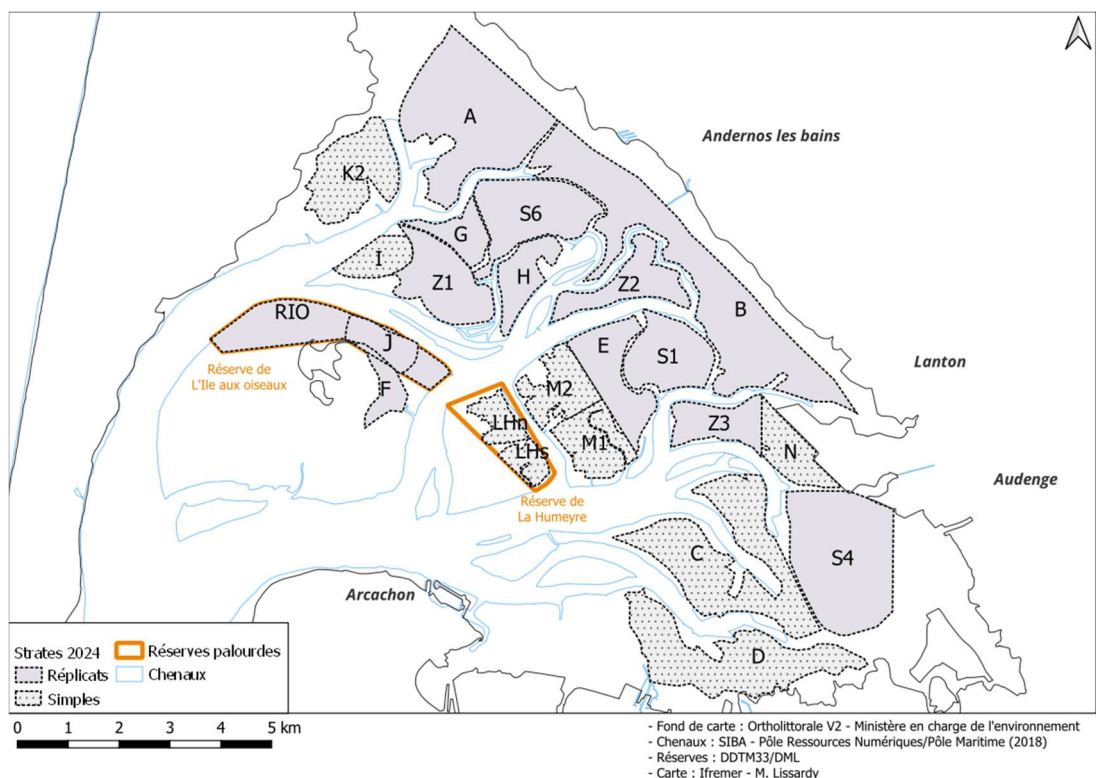 A
Andernos les bains
K2
S6
G
I
Z1
H
Z2
B
RIO
J
E
S1
Lanton
Réserve de
L'Ile aux oiseaux
F
M2
LHn
M1
Z3
LHs
N
Audenge
Réserve de
La Humeyre
C
S4
Arcachon
D
Strates 2024
Réplicats
Simples
Réserves palourdes
Chenaux
0 1 2 3 4 5 km
- Fond de carte : Ortholittorale V2 - Ministère en charge de l'environnement
- Chenaux : SIBA - Pôle Ressources Numériques/Pôle Maritime (2018)
- Réserves : DDTM33/DML
- Carte : Ifremer - M. Lissardy